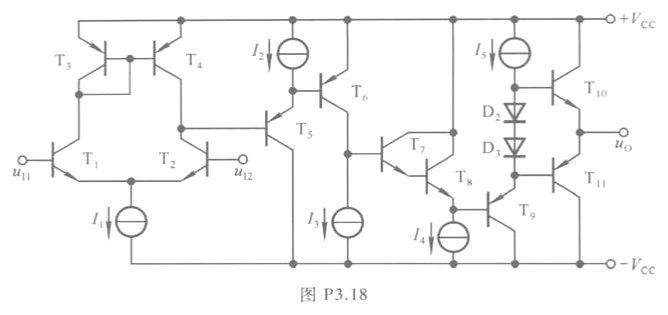 +V_CC
I_2
I_5
T_3
T_4
T_6
T_10
D_2
T_5
T_7
D_3
u_O
u_I1
T_1
T_2
u_I2
T_8
T_11
I_1
I_3
I_4
T_9
-V_CC
图 P3.18